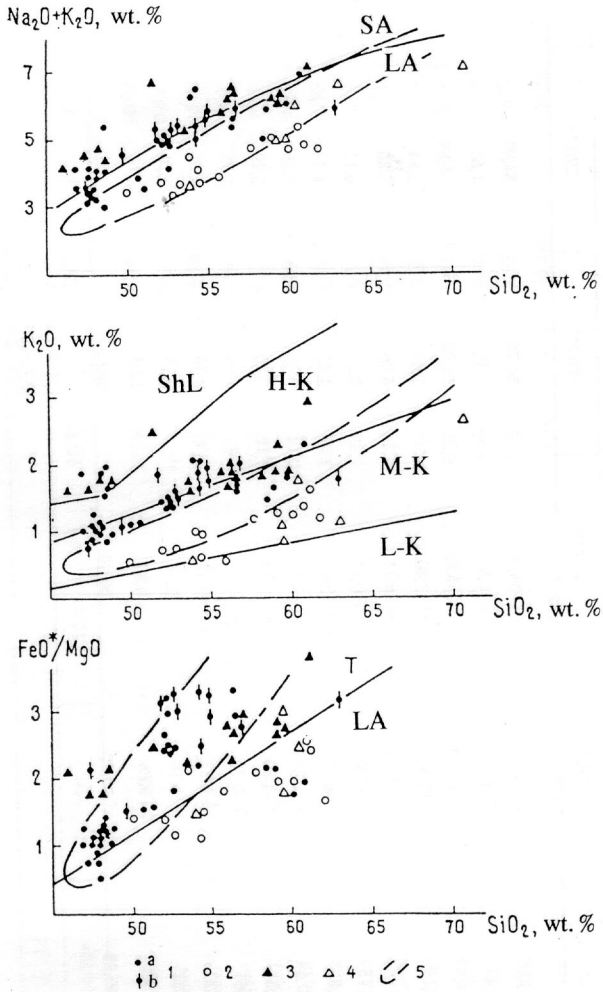 Na₂O+K₂O, wt. %
SA
LA
7
5
3
50 55 60 65 70 SiO₂, wt. %
K₂O, wt. %
ShL
H-K
3
2
M-K
1
L-K
50 55 60 65 70 SiO₂, wt. %
FeO*/MgO
T
LA
3
2
1
50 55 60 65 70 SiO₂, wt. %
a
b 1 2 3 4 5